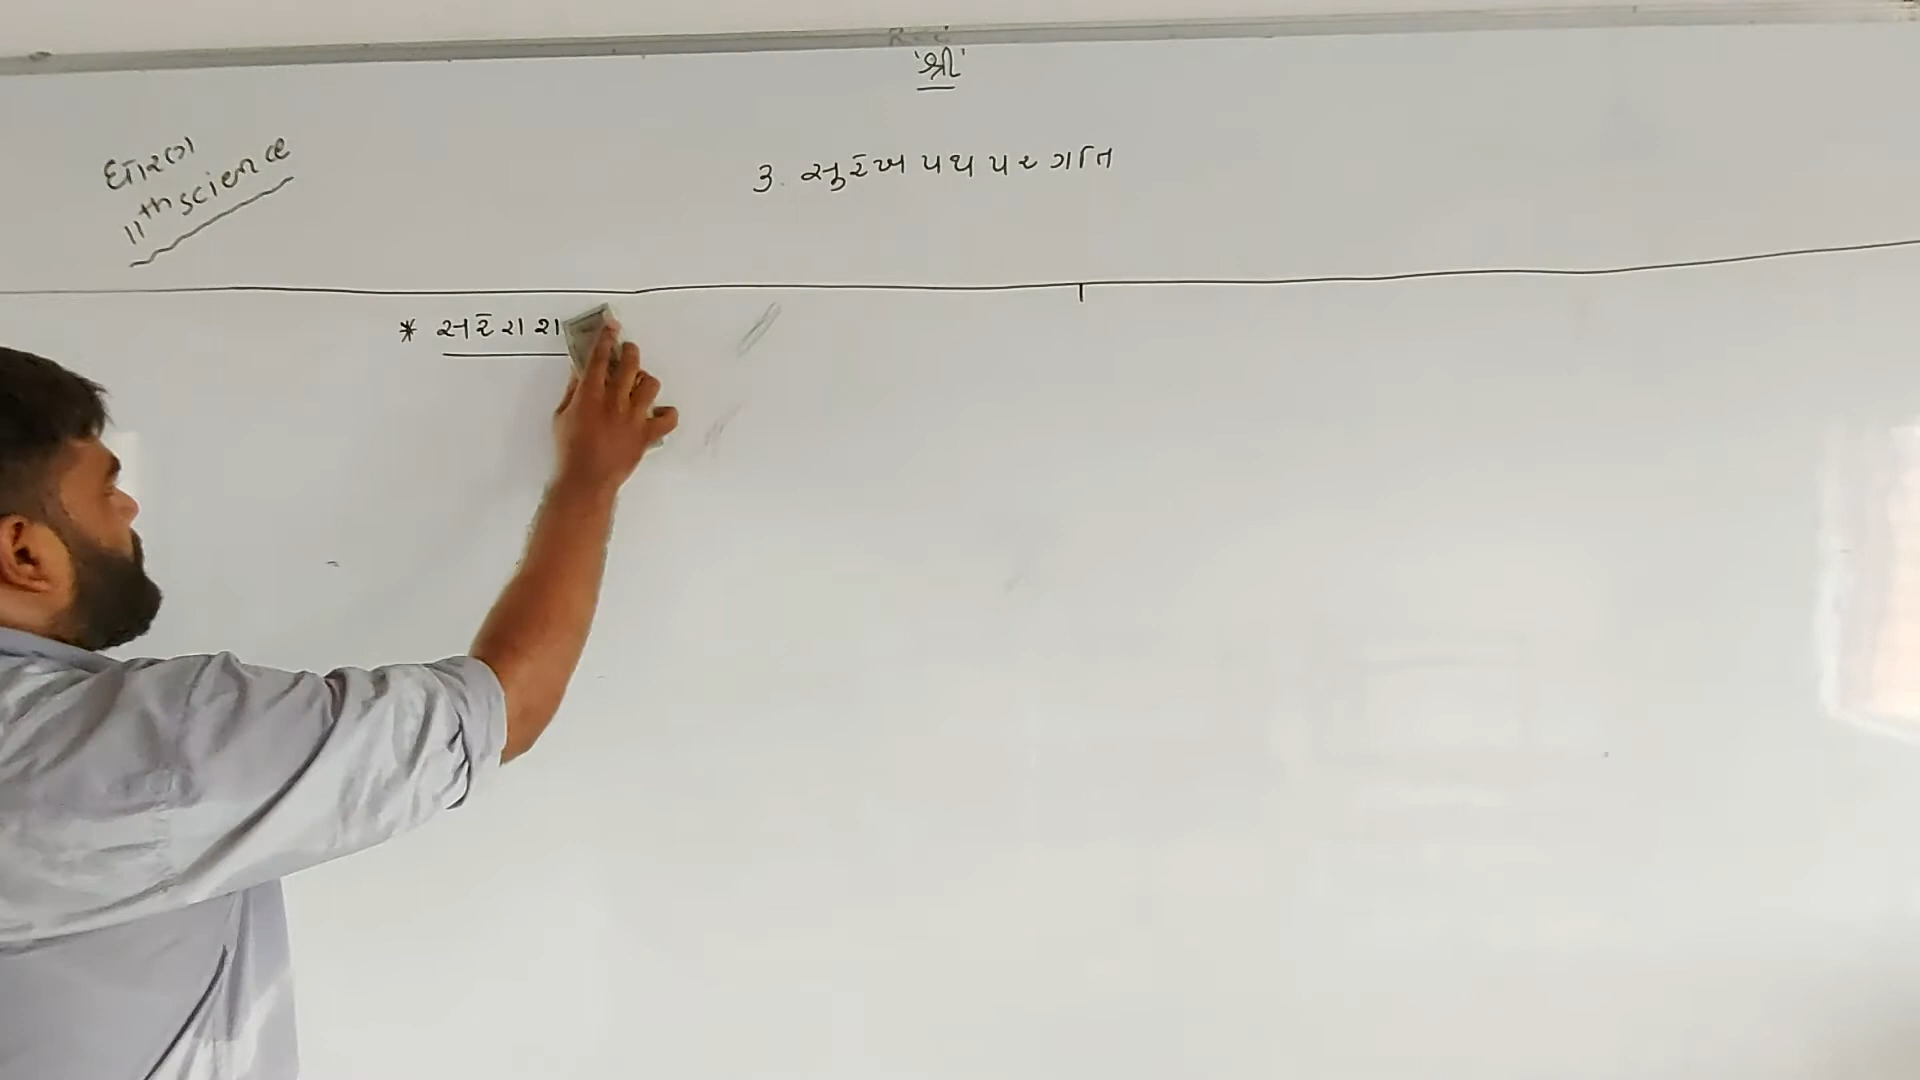 'શ્રી'
ધોરણ
11th science
3. સુરેખ પથ પર ગતિ
* સરેરાશ